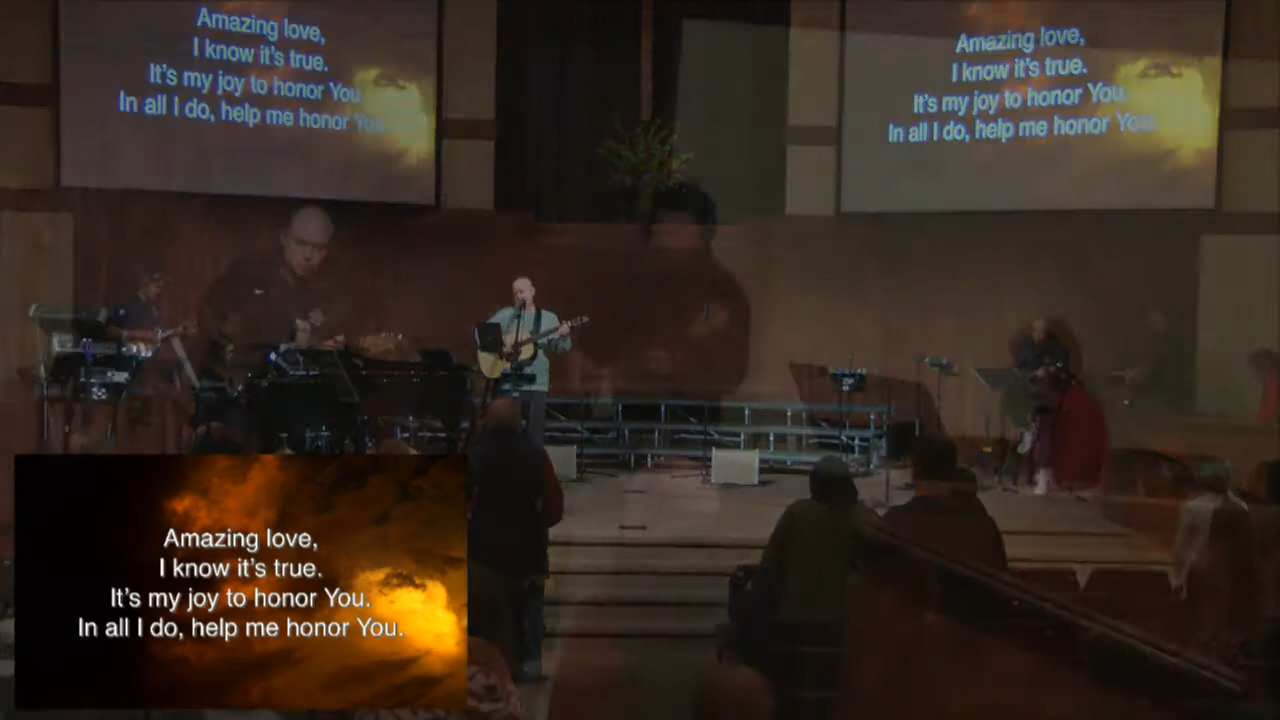 Amazing love,
I know it's true.
It's my joy to honor You
In all I do, help me honor You.
Amazing love,
I know it's true.
It's my joy to honor You.
In all I do, help me honor You.
Amazing love,
I know it's true.
It's my joy to honor You.
In all I do, help me honor You.